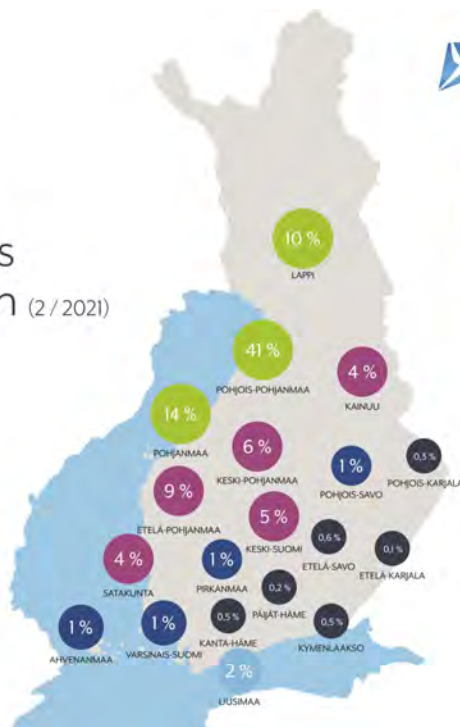 s
n (2 / 2021)
10 %
LAPPI
41 %
POHJOIS-POHJANMAA
4 %
KAINUU
14 %
POHJANMAA
6 %
KESKI-POHJANMAA
1 %
POHJOIS-SAVO
0,3 %
POHJOIS-KARJALA
9 %
ETELÄ-POHJANMAA
5 %
KESKI-SUOMI
0,6 %
ETELÄ-SAVO
0,1 %
ETELÄ-KARJALA
4 %
SATAKUNTA
1 %
PIRKANMAA
0,2 %
PÄIJÄT-HÄME
1 %
AHVENANMAA
1 %
VARSINAIS-SUOMI
0,5 %
KANTA-HÄME
0,5 %
KYMENLAAKSO
2 %
UUSIMAA